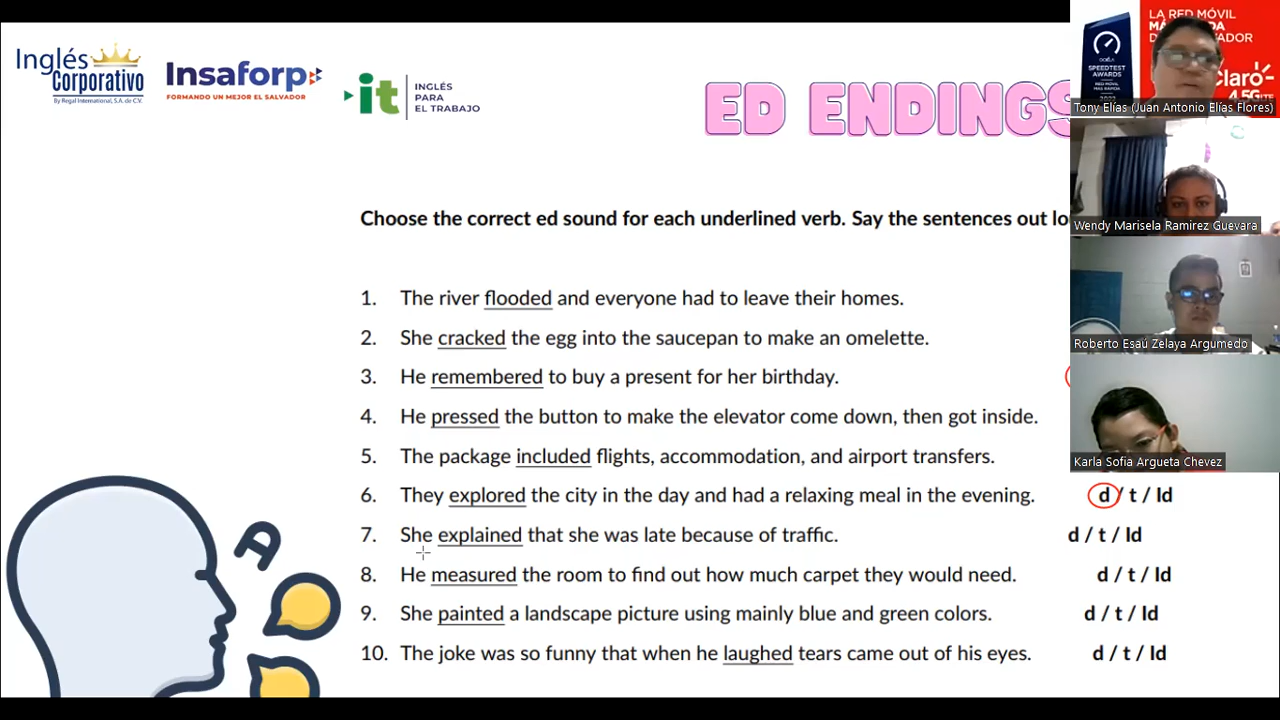 Inglés
Corporativo
By Regal International, S.A. de C.V.
Insaforp
FORMANDO UN MEJOR EL SALVADOR
it
INGLÉS
PARA
EL TRABAJO
ED ENDINGS
LA RED MÓVIL
SPEEDTEST
AWARDS
Claro
4.5G LTE
Tony Elías (Juan Antonio Elías Flores)
Wendy Marisela Ramirez Guevara
Roberto Esaú Zelaya Argumedo
Karla Sofia Argueta Chevez
Choose the correct ed sound for each underlined verb. Say the sentences out
1. The river flooded and everyone had to leave their homes.
2. She cracked the egg into the saucepan to make an omelette.
3. He remembered to buy a present for her birthday.
4. He pressed the button to make the elevator come down, then got inside.
5. The package included flights, accommodation, and airport transfers.
6. They explored the city in the day and had a relaxing meal in the evening. d / t / Id
7. She explained that she was late because of traffic. d / t / Id
8. He measured the room to find out how much carpet they would need. d / t / Id
9. She painted a landscape picture using mainly blue and green colors. d / t / Id
10. The joke was so funny that when he laughed tears came out of his eyes. d / t / Id
A